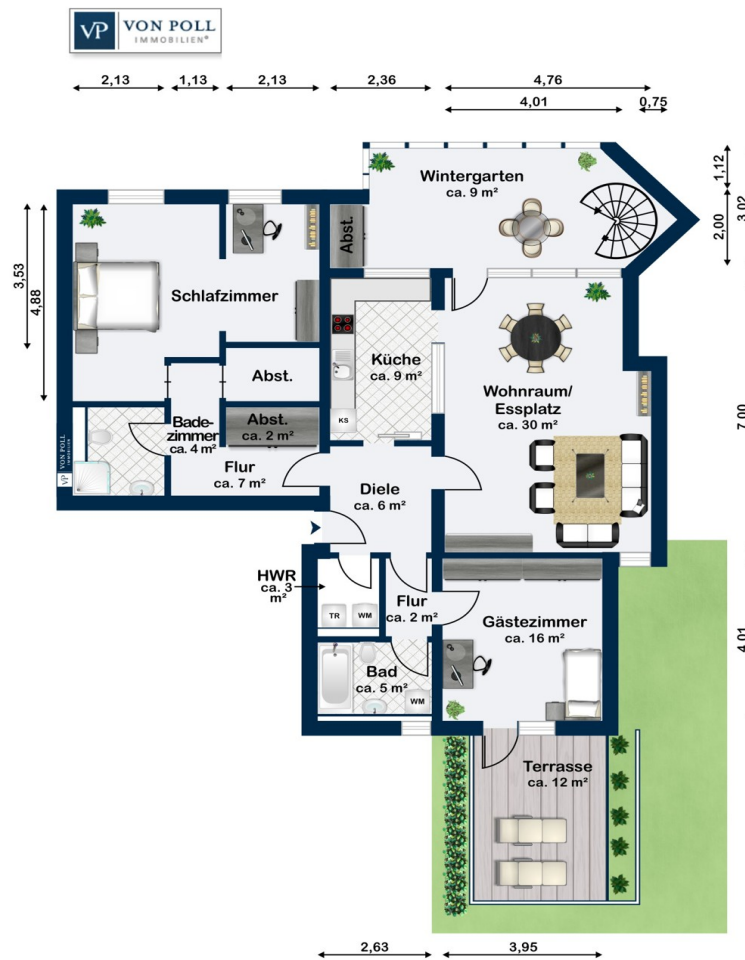 VP VON POLL
IMMOBILIEN®
2,13
1,13
2,13
2,36
4,76
4,01
0,75
1,12
3,02
2,00
7,00
4,01
3,53
4,88
Wintergarten
ca. 9 m²
Abst.
Schlafzimmer
Küche
ca. 9 m²
KS
Wohnraum/
Essplatz
ca. 30 m²
Abst.
Bade-
zimmer
ca. 4 m²
Abst.
ca. 2 m²
Flur
ca. 7 m²
Diele
ca. 6 m²
VP VON POLL
IMMOBILIEN
HWR
ca. 3
m²
TR
WM
Flur
ca. 2 m²
Gästezimmer
ca. 16 m²
Bad
ca. 5 m²
WM
Terrasse
ca. 12 m²
2,63
3,95